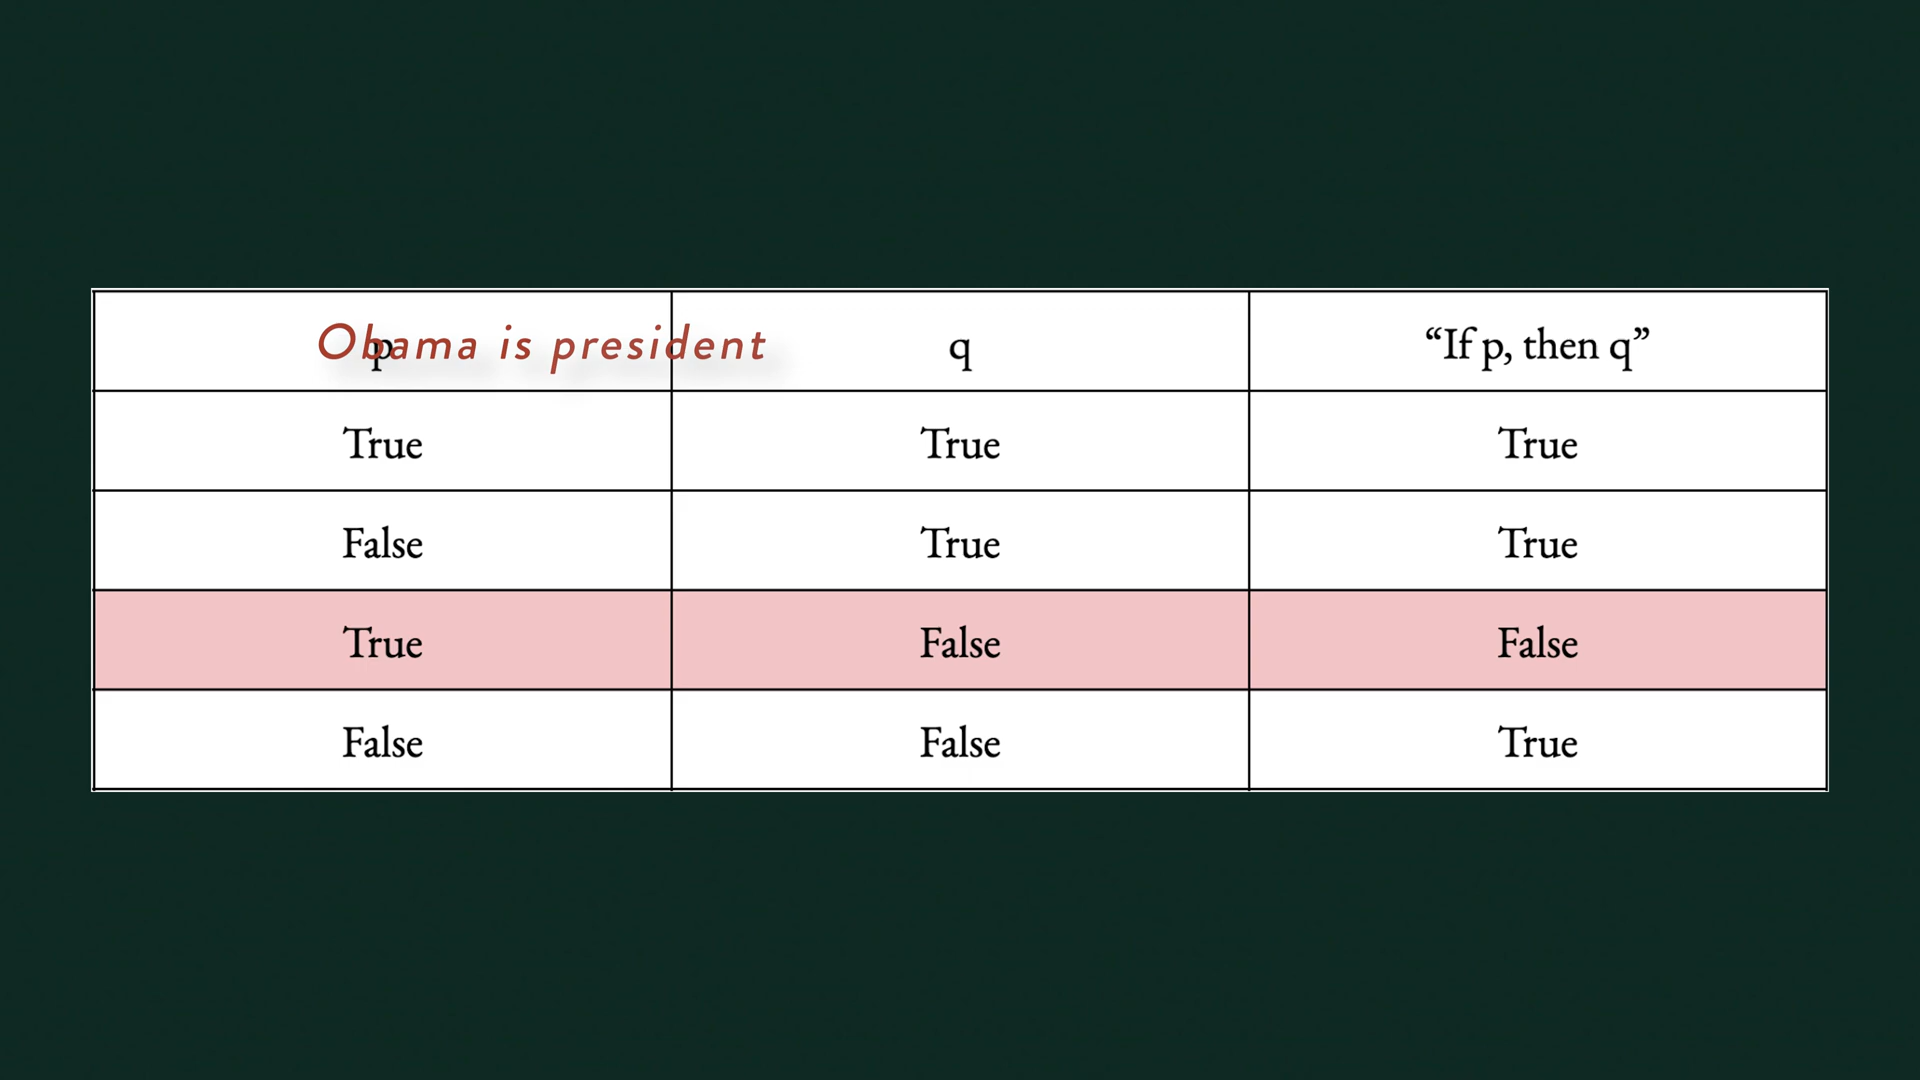 p Obama is president q “If p, then q”
True True True
False True True
True False False
False False True